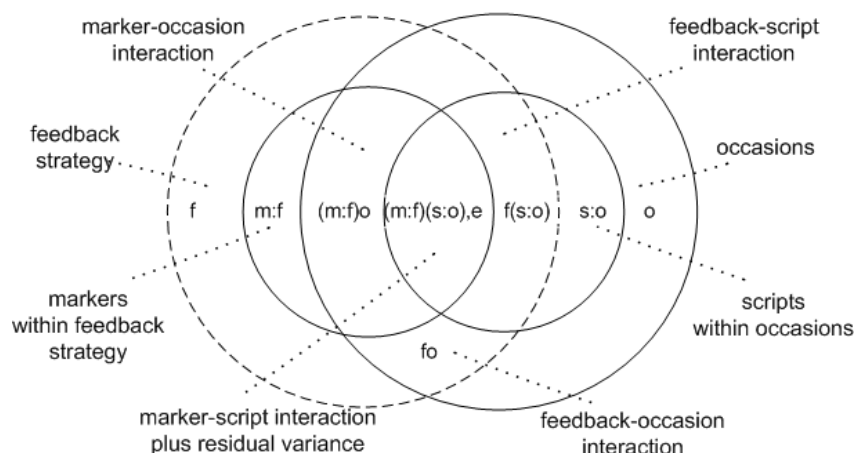 marker-occasion
interaction
feedback-script
interaction
feedback
strategy
occasions
f
m:f
(m:f)o
(m:f)(s:o),e
f(s:o)
s:o
o
markers
within feedback
strategy
scripts
within occasions
fo
marker-script interaction
plus residual variance
feedback-occasion
interaction